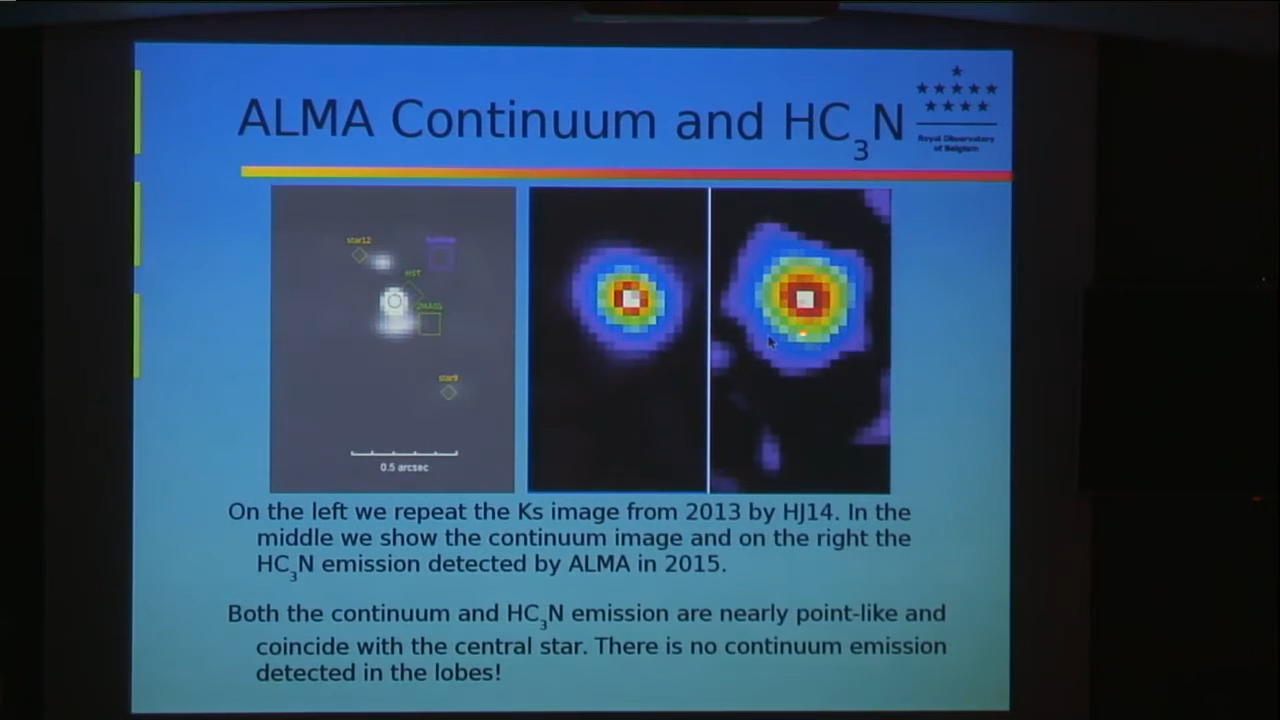 ALMA Continuum and HC₃N
Royal Observatory
of Belgium
star12
HST
2MASS
star9
0.5 arcsec
On the left we repeat the Ks image from 2013 by HJ14. In the
middle we show the continuum image and on the right the
HC₃N emission detected by ALMA in 2015.
Both the continuum and HC₃N emission are nearly point-like and
coincide with the central star. There is no continuum emission
detected in the lobes!